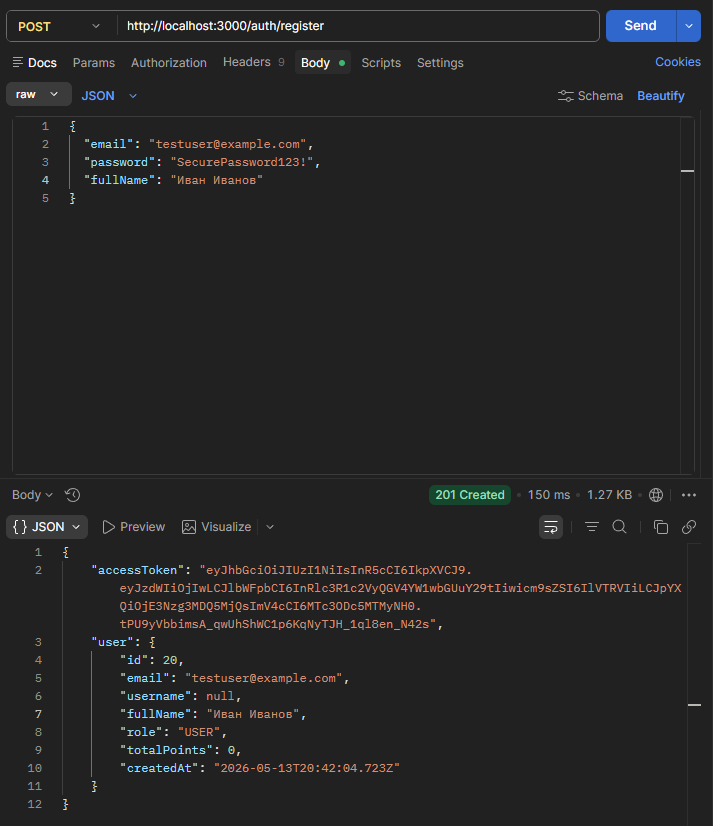 POST http://localhost:3000/auth/register Send
Docs Params Authorization Headers 9 Body Scripts Settings Cookies
raw JSON Schema Beautify
1 {
2 "email": "testuser@example.com",
3 "password": "SecurePassword123!",
4 "fullName": "Иван Иванов"
5 }
Body 201 Created • 150 ms • 1.27 KB •
{} JSON Preview Visualize
1 {
2 "accessToken": "eyJhbGciOiJIUzI1NiIsInR5cCI6IkpXVCJ9.
eyJzdWIiOjIwLCJlbWFpbCI6InRlc3R1c2VyQGV4YW1wbGUuY29tIiwicm9sZSI6IlVTRVIiLCJpYX
QiOjE3Nzg3MDQ5MjQsImV4cCI6MTc3ODc5MTMyNH0.
tPU9yVbbimsA_qwUhShWC1p6KqNyTJH_1ql8en_N42s",
3 "user": {
4 "id": 20,
5 "email": "testuser@example.com",
6 "username": null,
7 "fullName": "Иван Иванов",
8 "role": "USER",
9 "totalPoints": 0,
10 "createdAt": "2026-05-13T20:42:04.723Z"
11 }
12 }